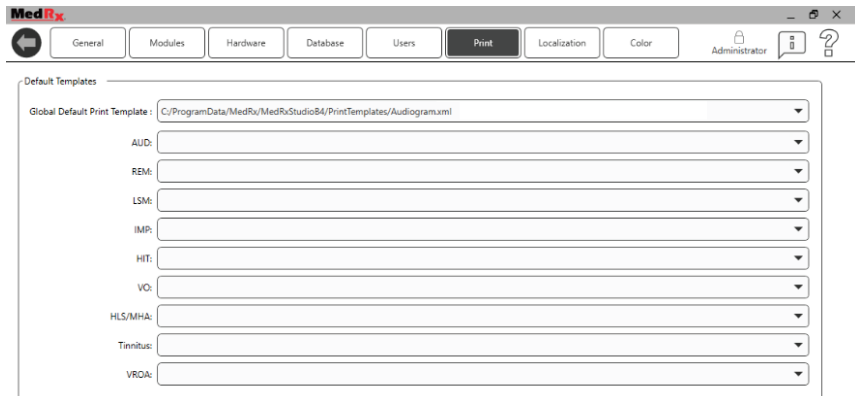 MedRx
General Modules Hardware Database Users Print Localization Color Administrator i ?
Default Templates
Global Default Print Template : C:/ProgramData/MedRx/MedRxStudio84/PrintTemplates/Audiogram.xml
AUD:
REM:
LSM:
IMP:
HIT:
VO:
HLS/MHA:
Tinnitus:
VROA: